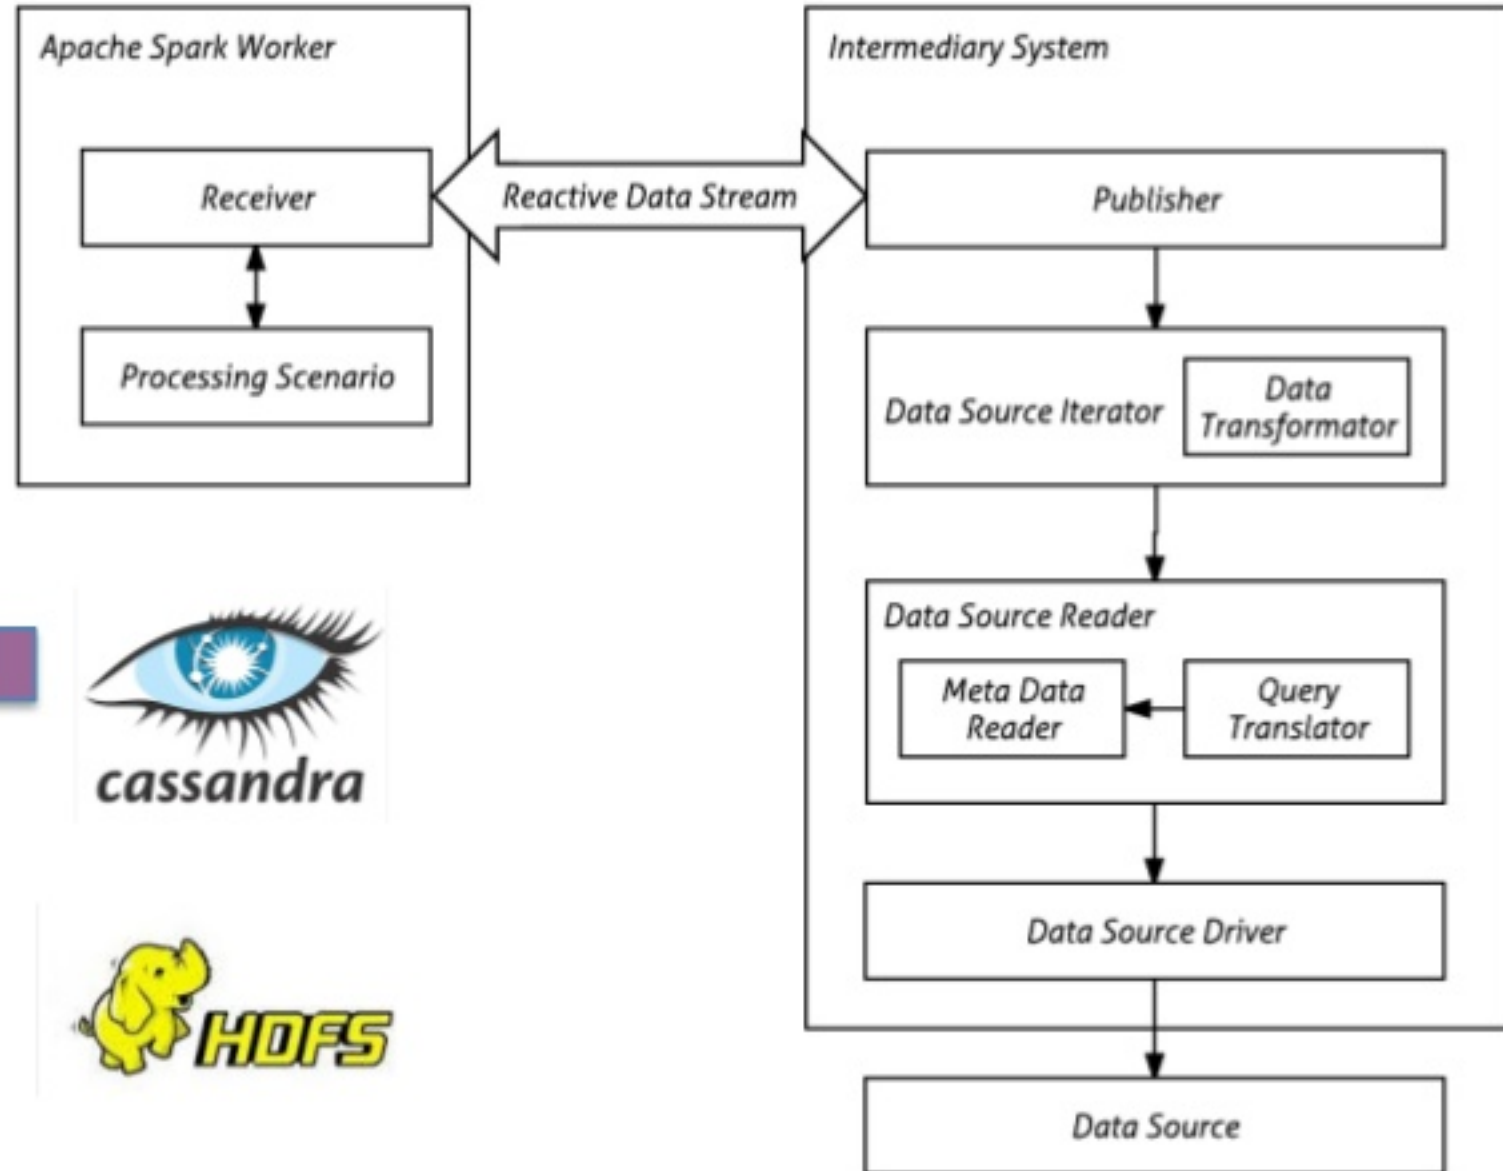 Apache Spark Worker
Receiver
Processing Scenario
Reactive Data Stream
Intermediary System
Publisher
Data Source Iterator
Data
Transformator
Data Source Reader
Meta Data
Reader
Query
Translator
Data Source Driver
Data Source
cassandra
HDFS